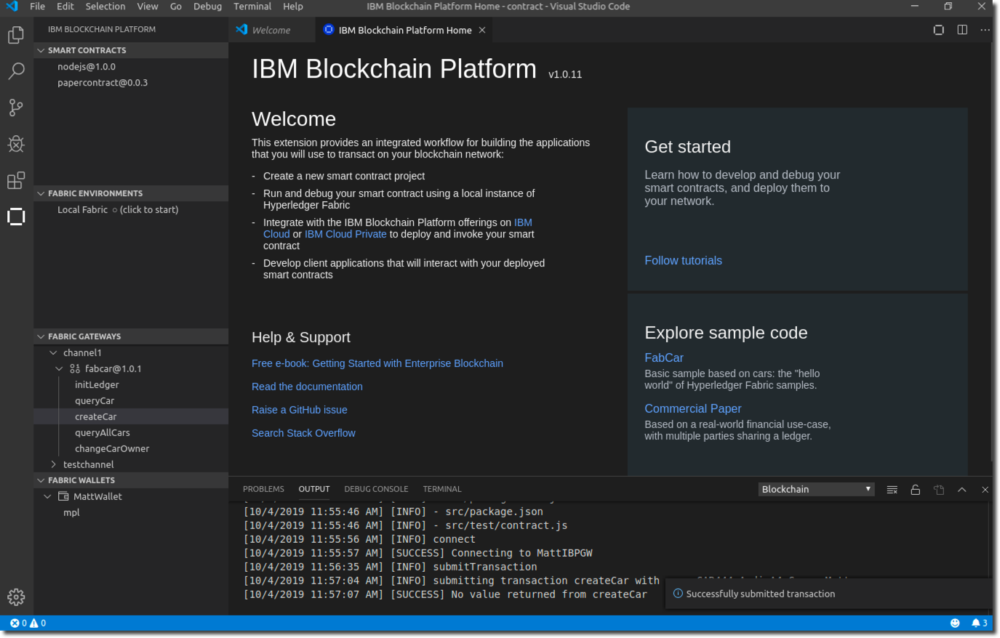 File Edit Selection View Go Debug Terminal Help
IBM Blockchain Platform Home - contract - Visual Studio Code
IBM BLOCKCHAIN PLATFORM
SMART CONTRACTS
nodejs@1.0.0
papercontract@0.0.3
FABRIC ENVIRONMENTS
Local Fabric ○ (click to start)
FABRIC GATEWAYS
channel1
fabcar@1.0.1
initLedger
queryCar
createCar
queryAllCars
changeCarOwner
testchannel
FABRIC WALLETS
MattWallet
mpl
Welcome
IBM Blockchain Platform Home
IBM Blockchain Platform v1.0.11
Welcome
This extension provides an integrated workflow for building the applications
that you will use to transact on your blockchain network:
- Create a new smart contract project
- Run and debug your smart contract using a local instance of
Hyperledger Fabric
- Integrate with the IBM Blockchain Platform offerings on IBM
Cloud or IBM Cloud Private to deploy and invoke your smart
contract
- Develop client applications that will interact with your deployed
smart contracts
Help & Support
Free e-book: Getting Started with Enterprise Blockchain
Read the documentation
Raise a GitHub issue
Search Stack Overflow
Get started
Learn how to develop and debug your
smart contracts, and deploy them to
your network.
Follow tutorials
Explore sample code
FabCar
Basic sample based on cars: the "hello
world" of Hyperledger Fabric samples.
Commercial Paper
Based on a real-world financial use-case,
with multiple parties sharing a ledger.
PROBLEMS OUTPUT DEBUG CONSOLE TERMINAL
Blockchain
[10/4/2019 11:55:46 AM] [INFO] - src/package.json
[10/4/2019 11:55:46 AM] [INFO] - src/test/contract.js
[10/4/2019 11:55:56 AM] [INFO] connect
[10/4/2019 11:55:57 AM] [SUCCESS] Connecting to MattIBPGW
[10/4/2019 11:56:35 AM] [INFO] submitTransaction
[10/4/2019 11:57:04 AM] [INFO] submitting transaction createCar with
[10/4/2019 11:57:07 AM] [SUCCESS] No value returned from createCar
Successfully submitted transaction
0 0
3